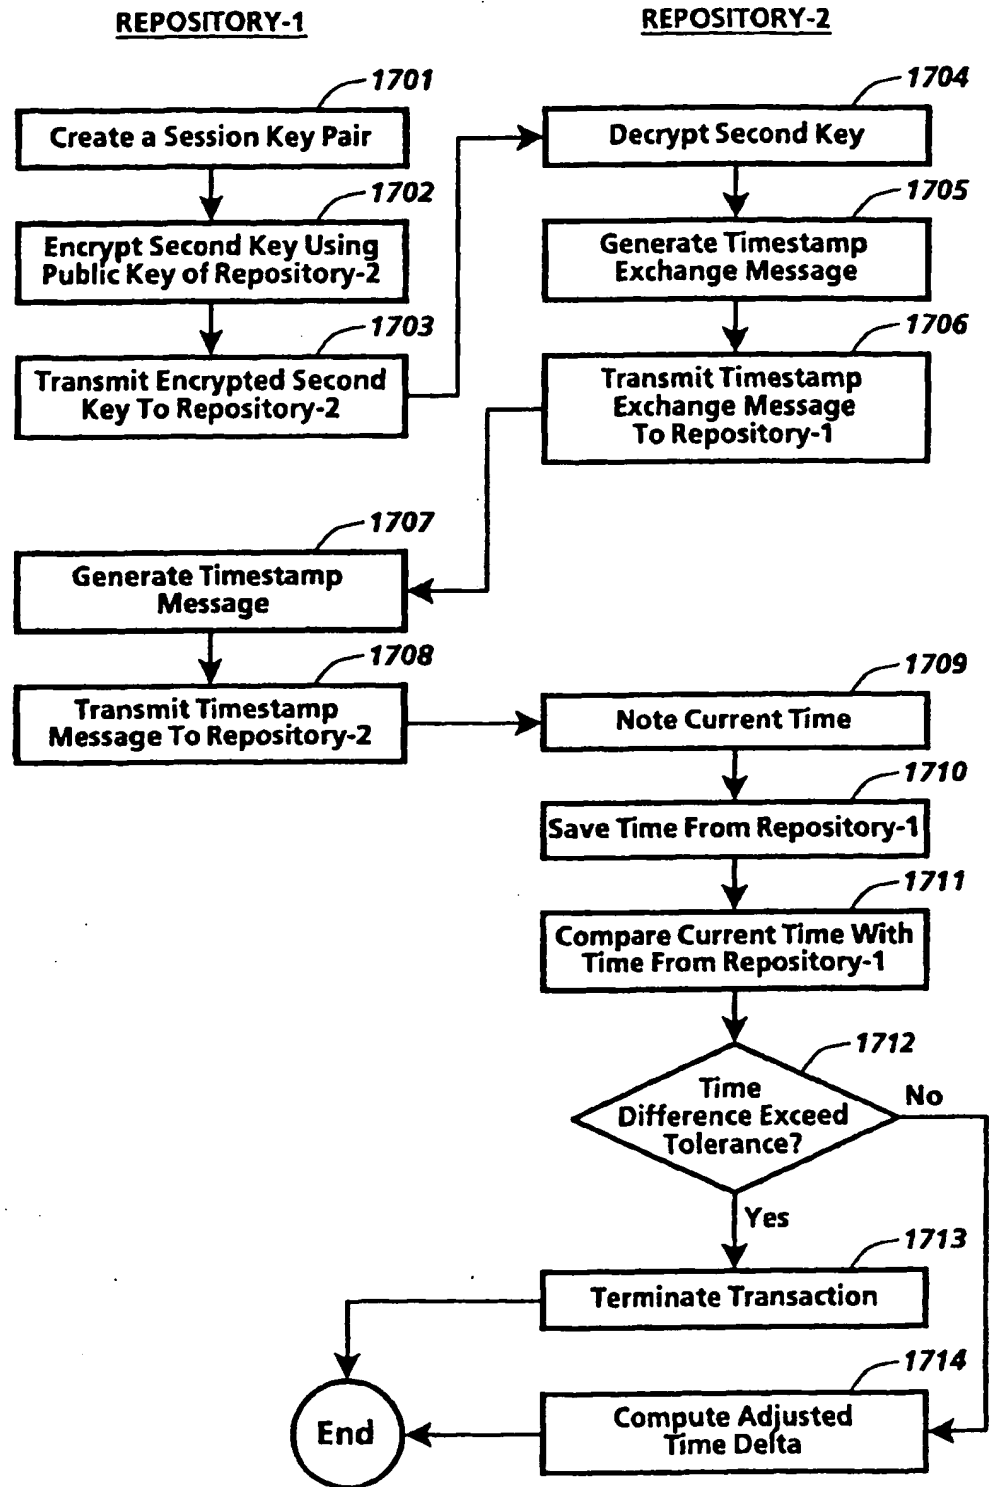 REPOSITORY-1
REPOSITORY-2
1701
Create a Session Key Pair
1702
Encrypt Second Key Using
Public Key of Repository-2
1703
Transmit Encrypted Second
Key To Repository-2
1704
Decrypt Second Key
1705
Generate Timestamp
Exchange Message
1706
Transmit Timestamp
Exchange Message
To Repository-1
1707
Generate Timestamp
Message
1708
Transmit Timestamp
Message To Repository-2
1709
Note Current Time
1710
Save Time From Repository-1
1711
Compare Current Time With
Time From Repository-1
1712
Time
Difference Exceed
Tolerance?
No
Yes
1713
Terminate Transaction
1714
Compute Adjusted
Time Delta
End